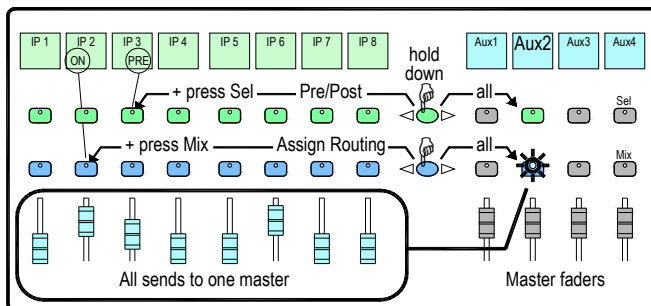 IP 1 IP 2 IP 3 IP 4 IP 5 IP 6 IP 7 IP 8 Aux1 Aux2 Aux3 Aux4
ON PRE
hold
down
+ press Sel Pre/Post all Sel
+ press Mix Assign Routing all Mix
All sends to one master Master faders